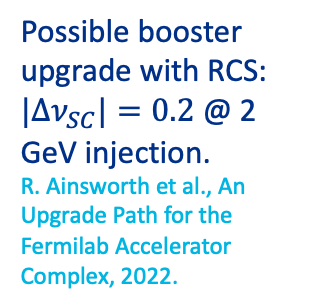 Possible booster
upgrade with RCS:
|Δν_SC| = 0.2 @ 2
GeV injection.
R. Ainsworth et al., An
Upgrade Path for the
Fermilab Accelerator
Complex, 2022.